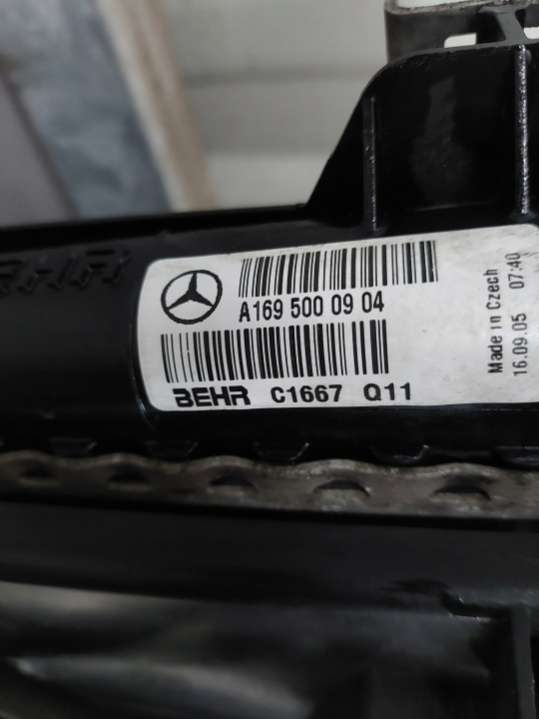 BEHR
A169 500 09 04
BEHR C1667 Q11
Made in Czech
16.09.05 07:40